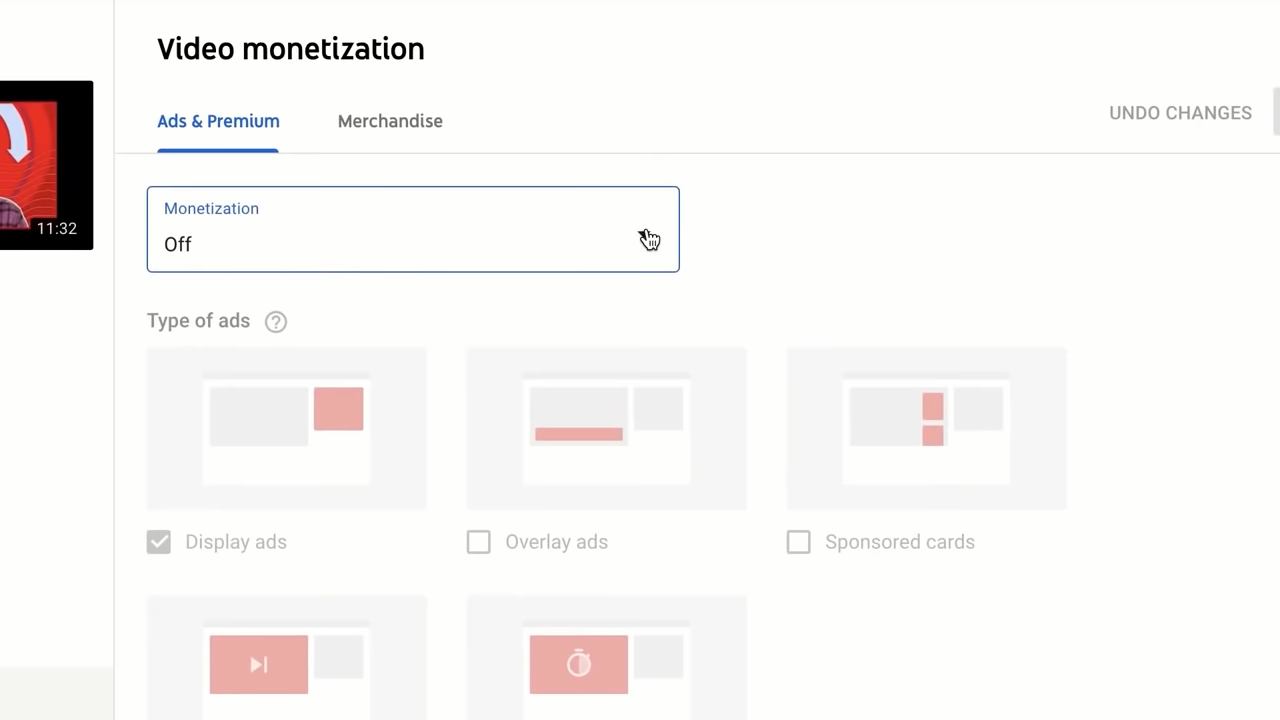 Video monetization
Ads & Premium
Merchandise
UNDO CHANGES
11:32
Monetization
Off
Type of ads ?
Display ads
Overlay ads
Sponsored cards